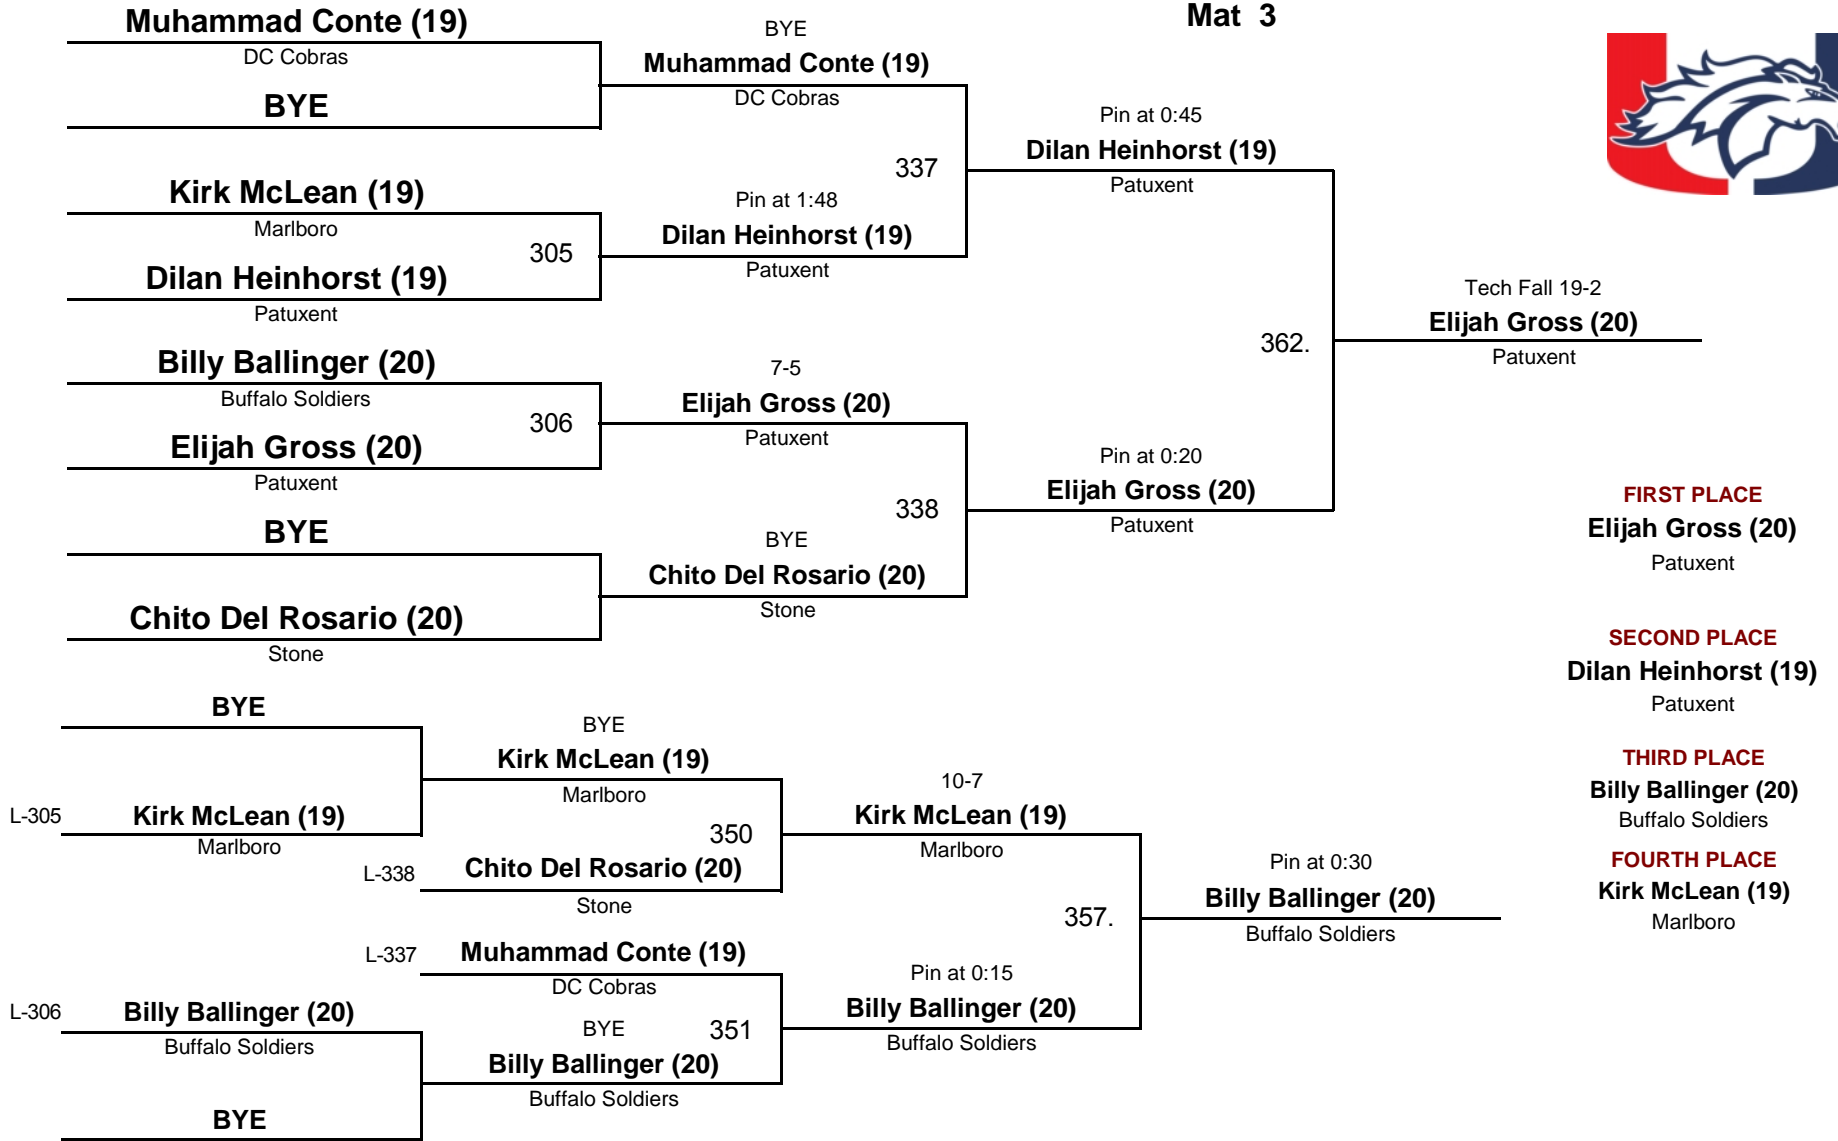 Mat 3
Muhammad Conte (19)
DC Cobras
BYE
Kirk McLean (19)
Marlboro
305
Dilan Heinhorst (19)
Patuxent
Billy Ballinger (20)
Buffalo Soldiers
306
Elijah Gross (20)
Patuxent
BYE
Chito Del Rosario (20)
Stone
BYE
Muhammad Conte (19)
DC Cobras
337
Pin at 1:48
Dilan Heinhorst (19)
Patuxent
7-5
Elijah Gross (20)
Patuxent
338
BYE
Chito Del Rosario (20)
Stone
Pin at 0:45
Dilan Heinhorst (19)
Patuxent
362.
Pin at 0:20
Elijah Gross (20)
Patuxent
Tech Fall 19-2
Elijah Gross (20)
Patuxent
FIRST PLACE
Elijah Gross (20)
Patuxent
SECOND PLACE
Dilan Heinhorst (19)
Patuxent
THIRD PLACE
Billy Ballinger (20)
Buffalo Soldiers
FOURTH PLACE
Kirk McLean (19)
Marlboro
BYE
L-305 Kirk McLean (19)
Marlboro
L-306 Billy Ballinger (20)
Buffalo Soldiers
BYE
BYE
Kirk McLean (19)
Marlboro
350
L-338 Chito Del Rosario (20)
Stone
L-337 Muhammad Conte (19)
DC Cobras
BYE 351
Billy Ballinger (20)
Buffalo Soldiers
10-7
Kirk McLean (19)
Marlboro
357.
Pin at 0:15
Billy Ballinger (20)
Buffalo Soldiers
Pin at 0:30
Billy Ballinger (20)
Buffalo Soldiers